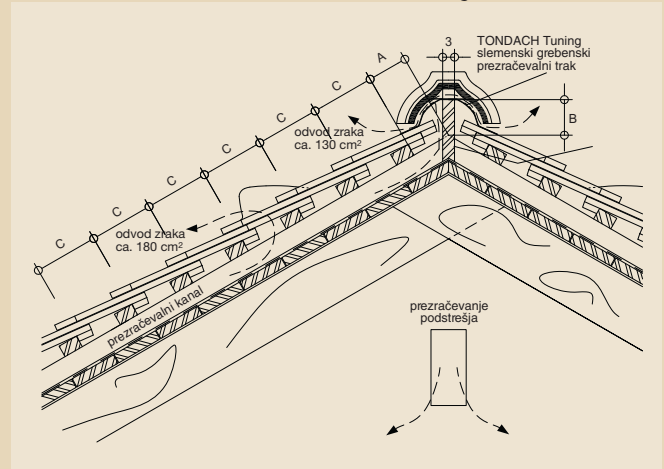 3
TONDACH Tuning
slemenski grebenski
prezračevalni trak
A
C
B
C
odvod zraka
ca. 130 cm²
C
C
C
C
odvod zraka
ca. 180 cm²
prezračevalni kanal
prezračevanje
podstrešja